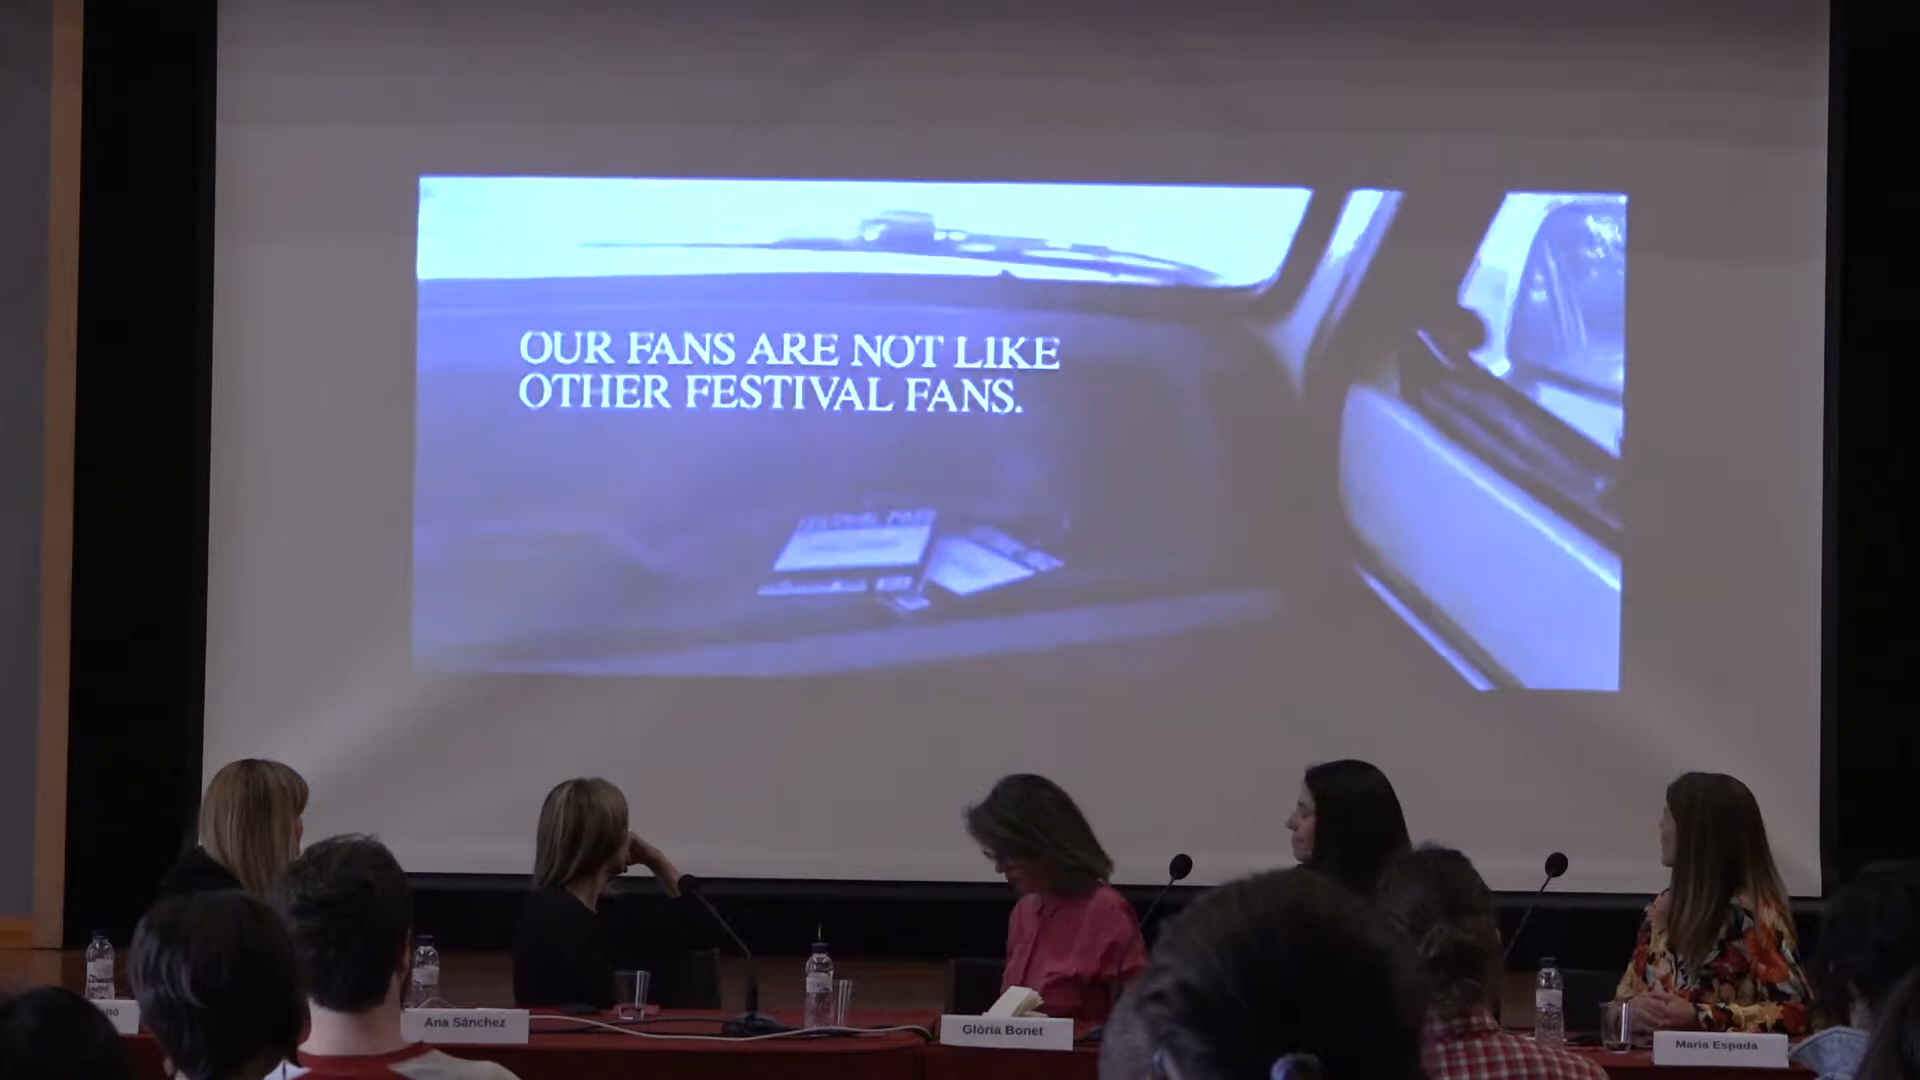 OUR FANS ARE NOT LIKE
OTHER FESTIVAL FANS.
Ana Sánchez
Glòria Bonet
Maria Espada